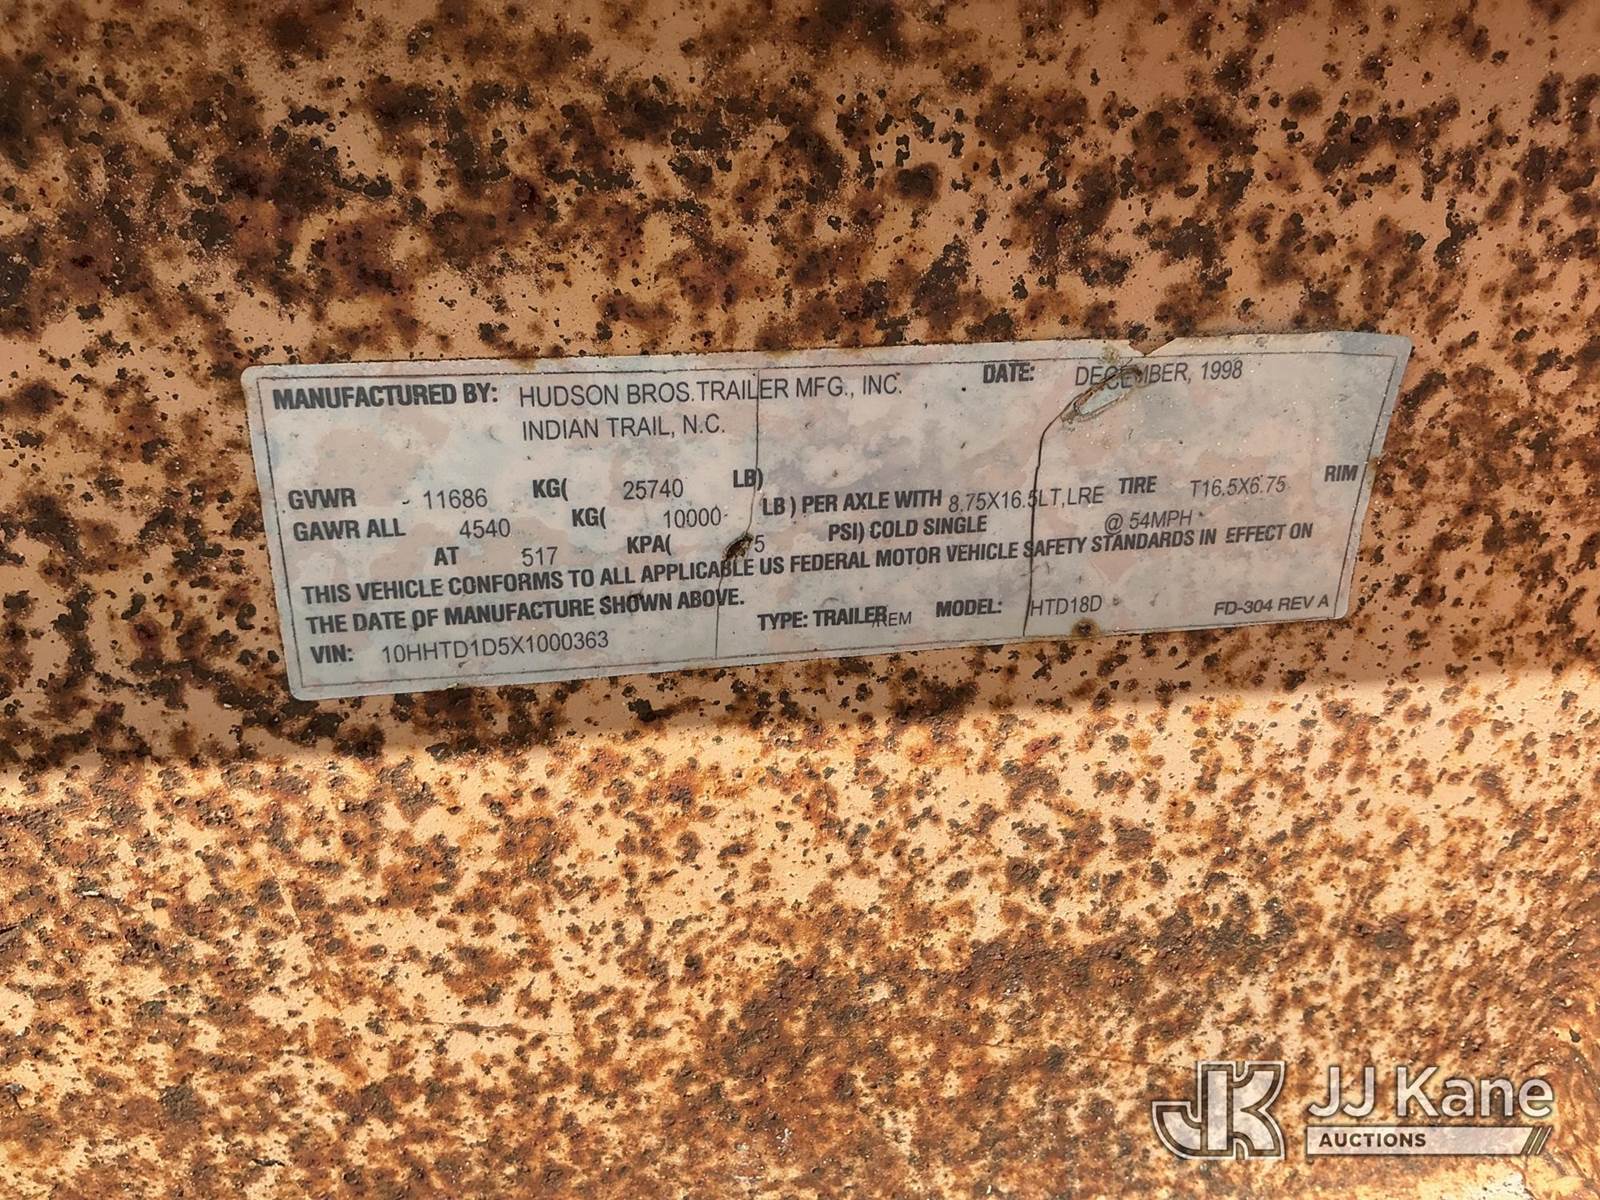 MANUFACTURED BY: HUDSON BROS. TRAILER MFG., INC. DATE: DECEMBER, 1998
INDIAN TRAIL, N.C.
GVWR - 11686 KG( 25740 LB)
GAWR ALL 4540 KG( 10000 LB ) PER AXLE WITH 8.75X16.5LT,LRE TIRE T16.5X6.75 RIM
AT 517 KPA( PSI) COLD SINGLE @ 54MPH
THIS VEHICLE CONFORMS TO ALL APPLICABLE US FEDERAL MOTOR VEHICLE SAFETY STANDARDS IN EFFECT ON
THE DATE OF MANUFACTURE SHOWN ABOVE.
VIN: 10HHTD1D5X1000363 TYPE: TRAILER/REM MODEL: HTD18D FD-304 REV A
JK JJ Kane
AUCTIONS